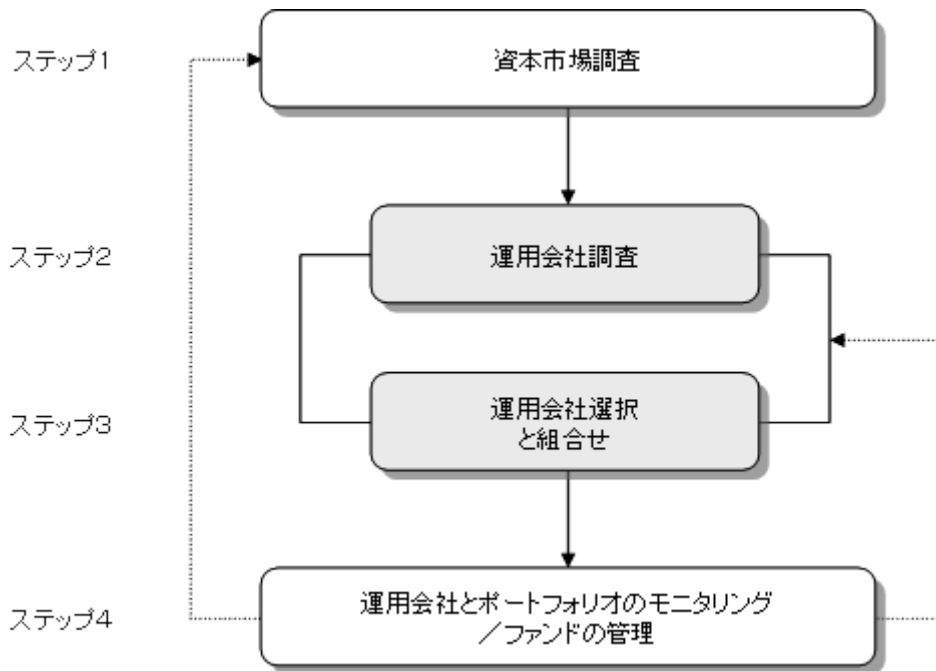 ステップ1
資本市場調査
ステップ2
運用会社調査
ステップ3
運用会社選択
と組合せ
ステップ4
運用会社とポートフォリオのモニタリング
／ファンドの管理